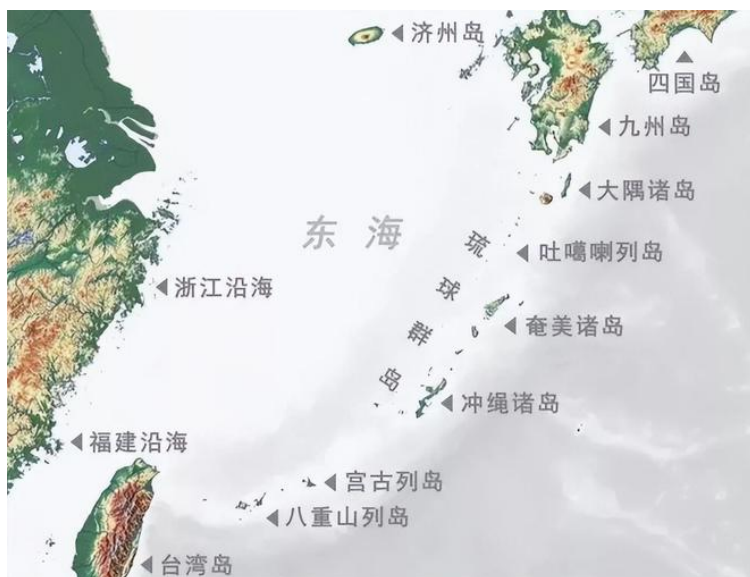 济州岛
四国岛
九州岛
大隅诸岛
东海
琉球群岛
吐噶喇列岛
浙江沿海
奄美诸岛
冲绳诸岛
福建沿海
宫古列岛
八重山列岛
台湾岛